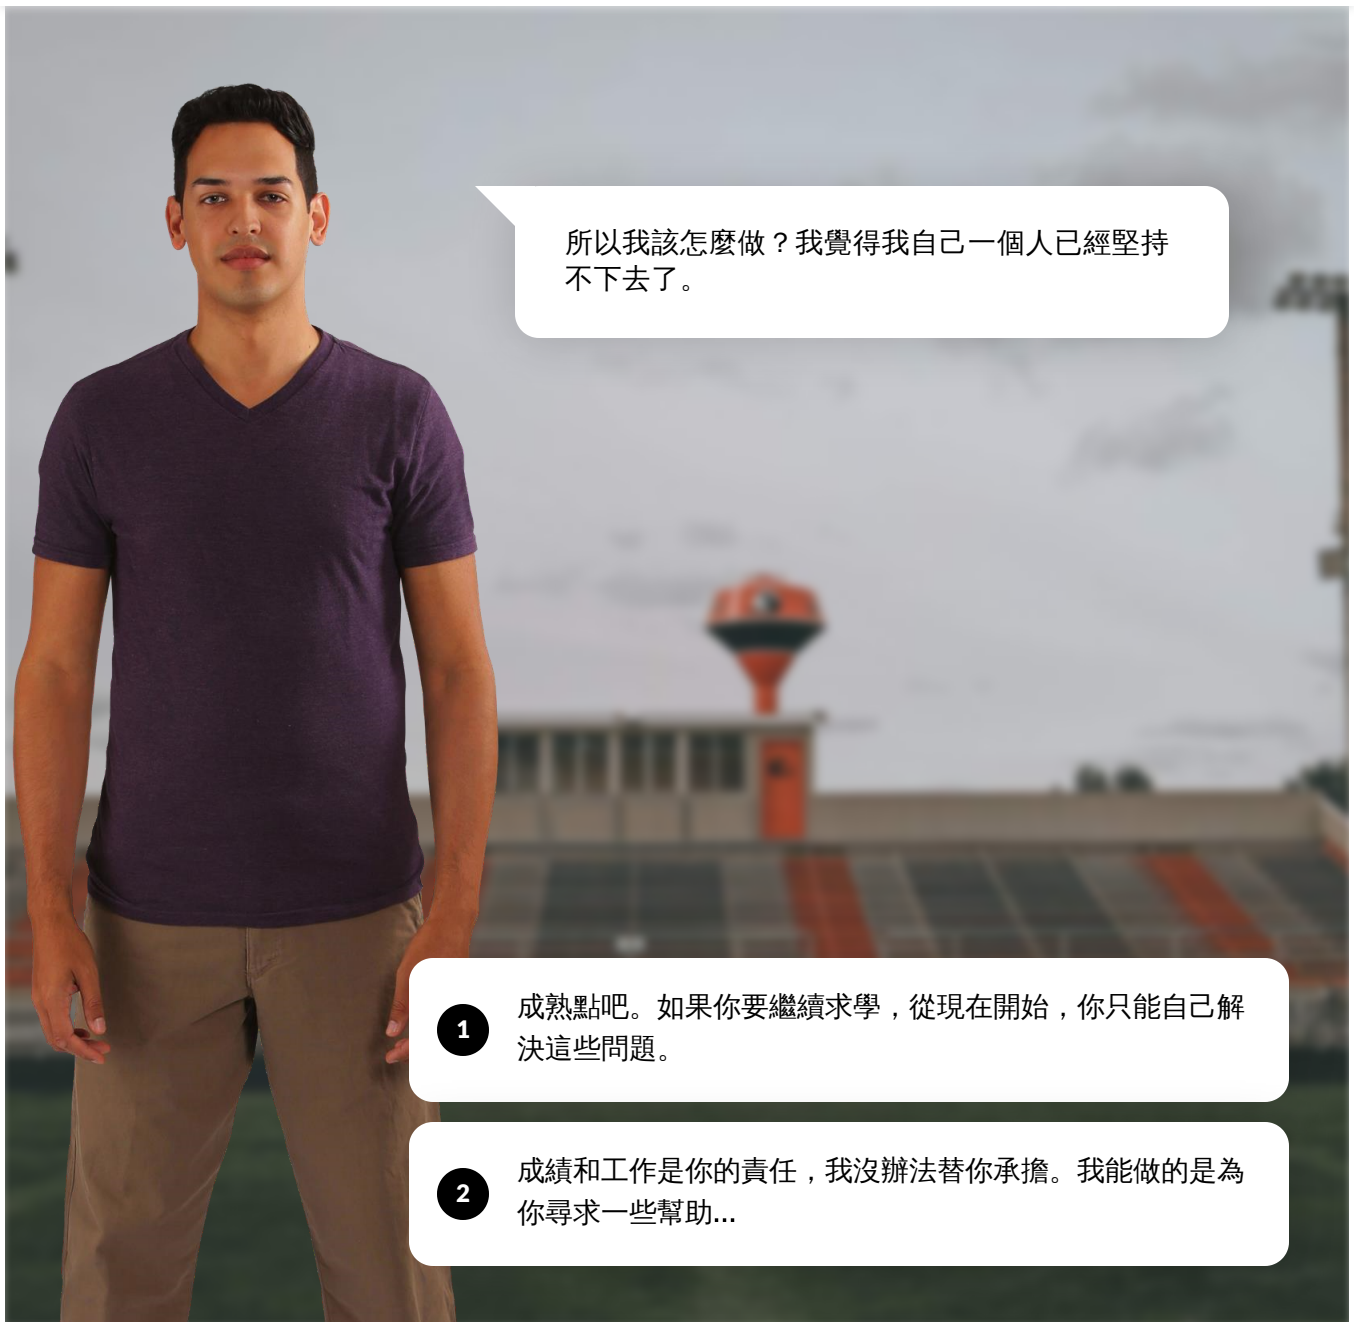 所以我該怎麼做？我覺得我自己一個人已經堅持
不下去了。
1
成熟點吧。如果你要繼續求學，從現在開始，你只能自己解
決這些問題。
2
成績和工作是你的責任，我沒辦法替你承擔。我能做的是為
你尋求一些幫助...